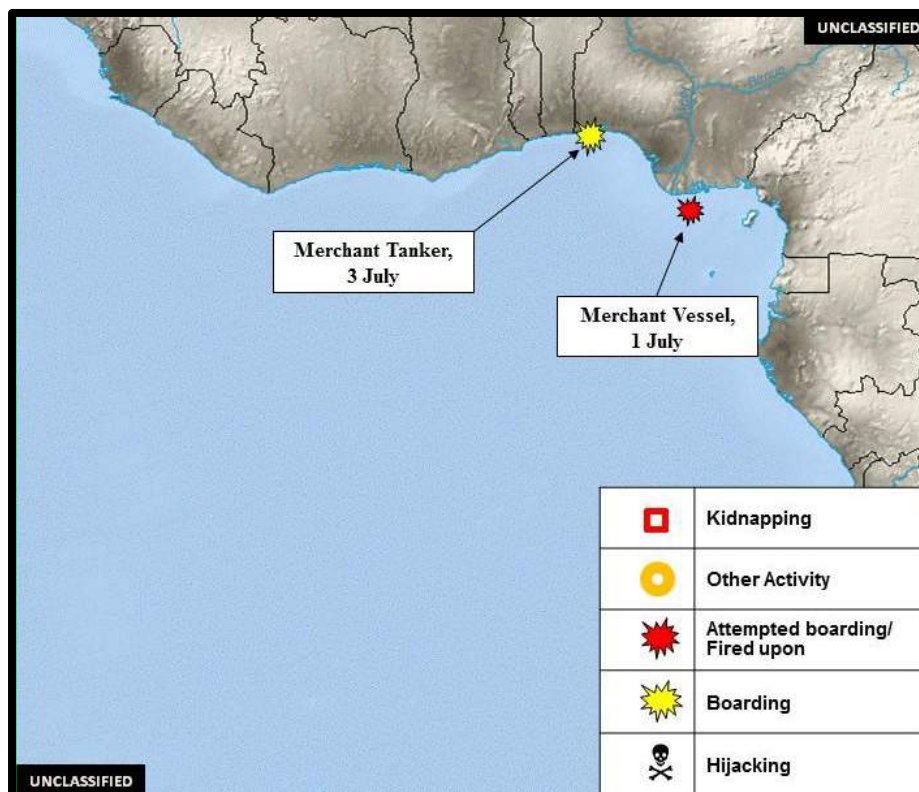 UNCLASSIFIED
Merchant Tanker,
3 July
Merchant Vessel,
1 July
Kidnapping
Other Activity
Attempted boarding/
Fired upon
Boarding
Hijacking
UNCLASSIFIED